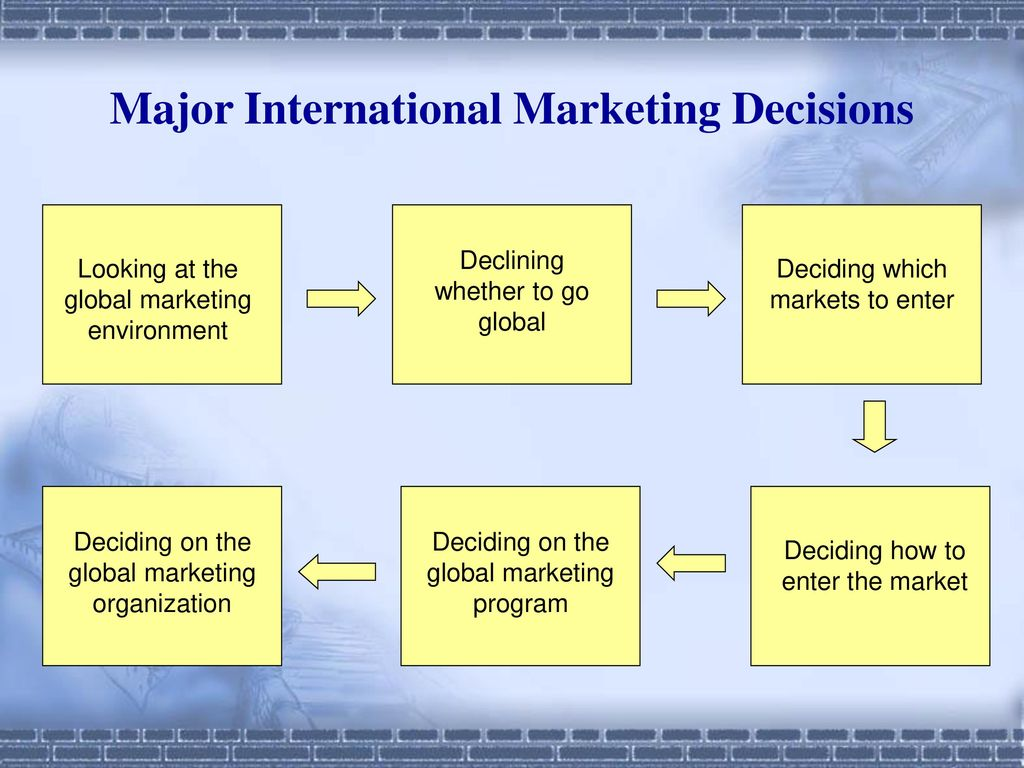 Major International Marketing Decisions
Looking at the
global marketing
environment
Declining
whether to go
global
Deciding which
markets to enter
Deciding how to
enter the market
Deciding on the
global marketing
program
Deciding on the
global marketing
organization